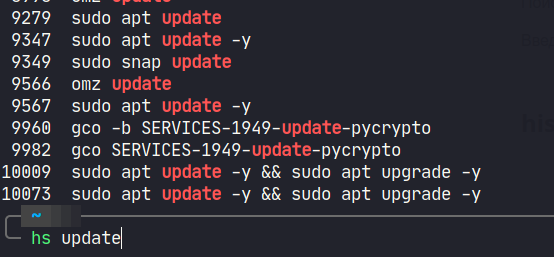 omz update
9279 sudo apt update
9347 sudo apt update -y
9349 sudo snap update
9566 omz update
9567 sudo apt update -y
9960 gco -b SERVICES-1949-update-pycrypto
9982 gco SERVICES-1949-update-pycrypto
10009 sudo apt update -y && sudo apt upgrade -y
10073 sudo apt update -y && sudo apt upgrade -y
~
hs update